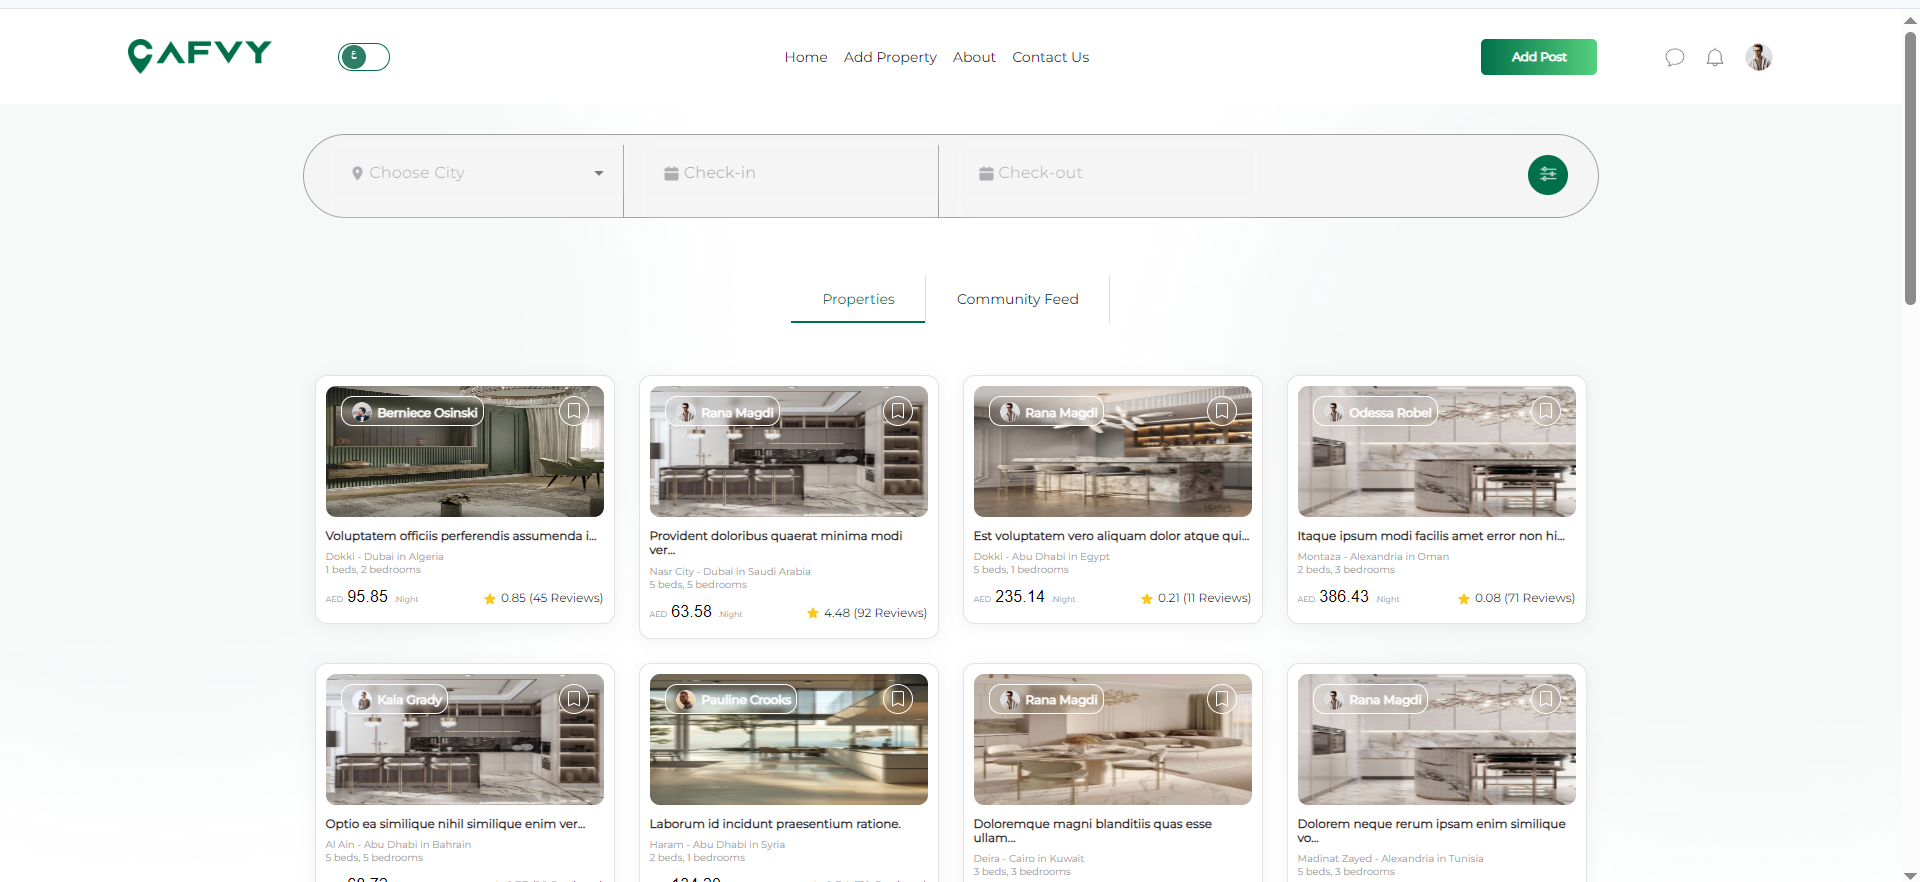 CAFVY
ع
Home Add Property About Contact Us
Add Post
Choose City
Check-in
Check-out
Properties
Community Feed
Berniece Osinski
Voluptatem officiis perferendis assumenda i...
Dokki - Dubai in Algeria
1 beds, 2 bedrooms
AED 95.85 .Night
0.85 (45 Reviews)
Rana Magdi
Provident doloribus quaerat minima modi
ver...
Nasr City - Dubai in Saudi Arabia
5 beds, 5 bedrooms
AED 63.58 .Night
4.48 (92 Reviews)
Rana Magdi
Est voluptatem vero aliquam dolor atque qui...
Dokki - Abu Dhabi in Egypt
5 beds, 1 bedrooms
AED 235.14 .Night
0.21 (11 Reviews)
Odessa Robel
Itaque ipsum modi facilis amet error non hi...
Montaza - Alexandria in Oman
2 beds, 3 bedrooms
AED 386.43 .Night
0.08 (71 Reviews)
Kaia Grady
Optio ea similique nihil similique enim ver...
Al Ain - Abu Dhabi in Bahrain
5 beds, 5 bedrooms
Pauline Crooks
Laborum id incidunt praesentium ratione.
Haram - Abu Dhabi in Syria
2 beds, 1 bedrooms
Rana Magdi
Doloremque magni blanditiis quas esse
ullam...
Deira - Cairo in Kuwait
3 beds, 3 bedrooms
Rana Magdi
Dolorem neque rerum ipsam enim similique
vo...
Madinat Zayed - Alexandria in Tunisia
5 beds, 3 bedrooms